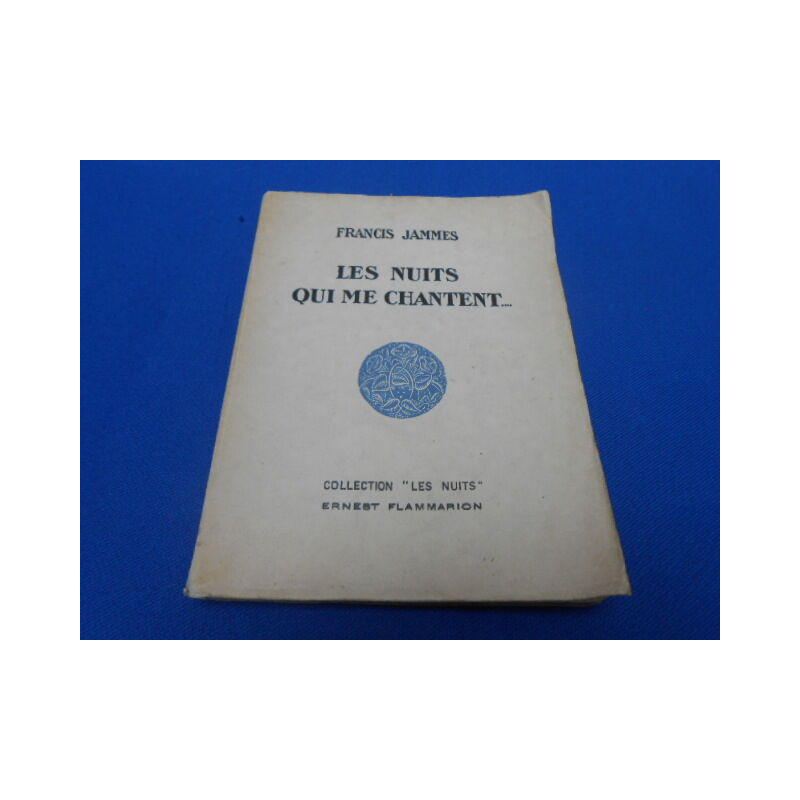 FRANCIS JAMMES
LES NUITS
QUI ME CHANTENT....
COLLECTION "LES NUITS"
ERNEST FLAMMARION